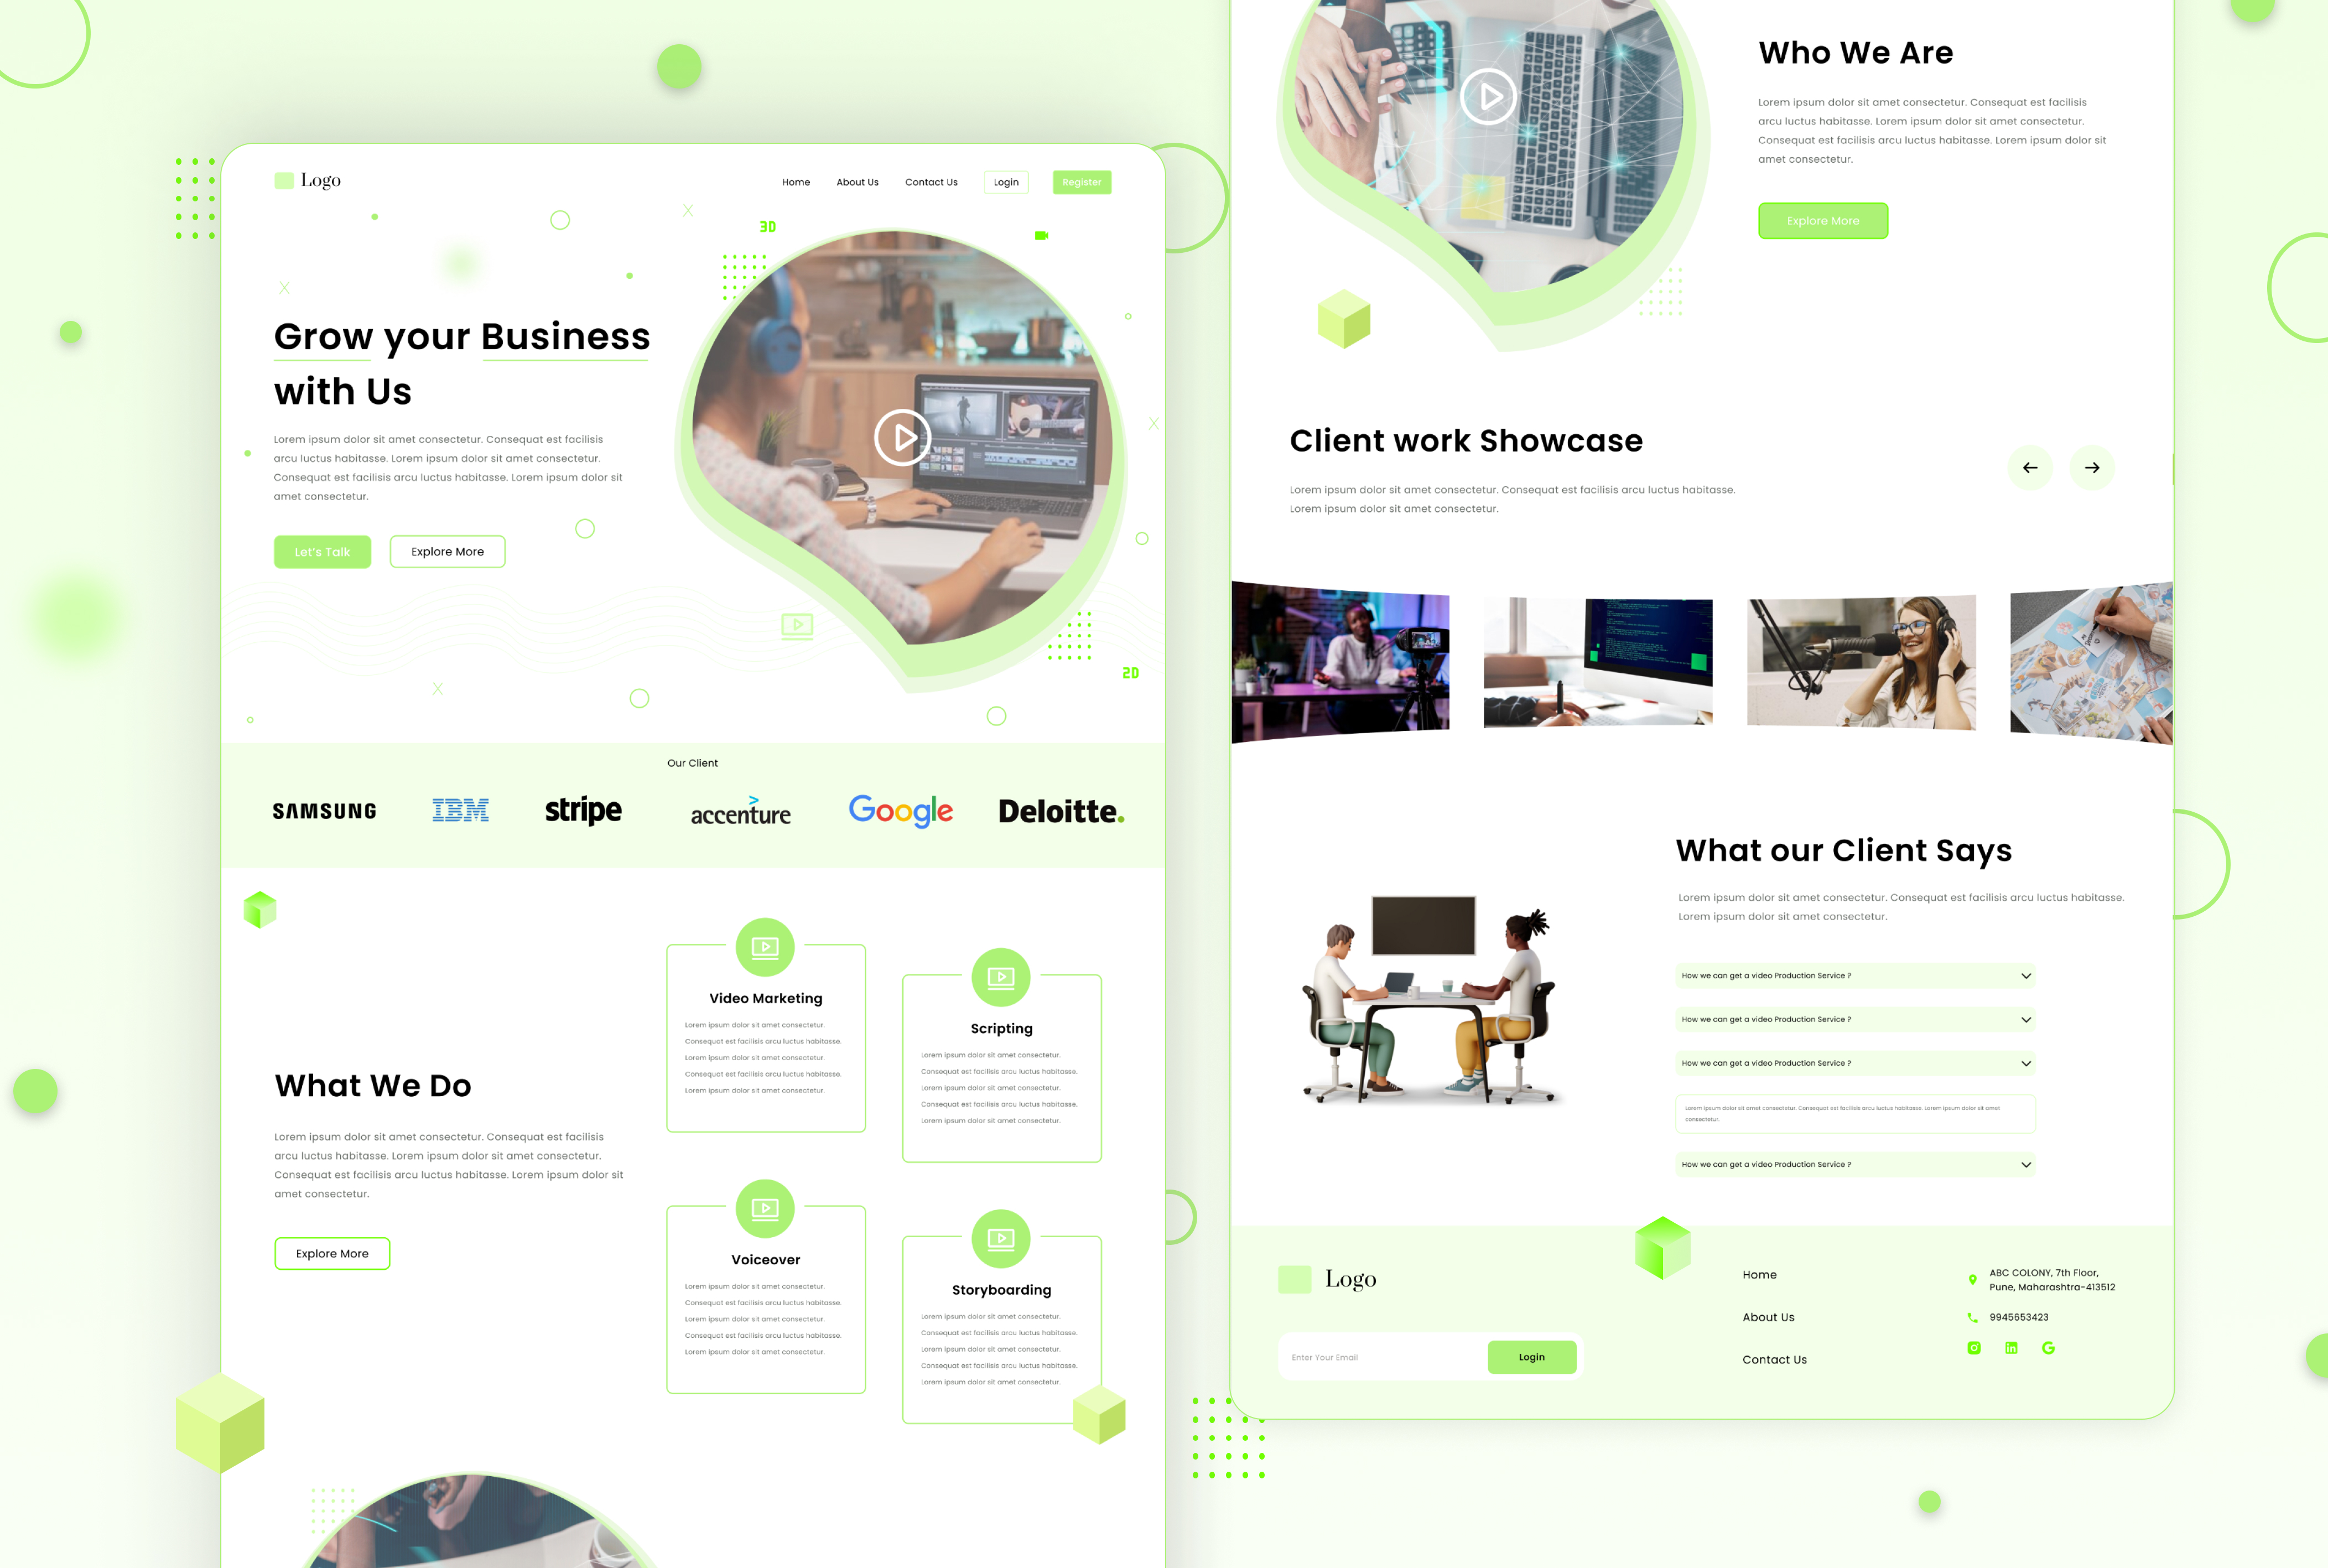 Logo
Home
About Us
Contact Us
Login
Register
3D
X
X
Grow your Business
with Us
Lorem ipsum dolor sit amet consectetur. Consequat est facilisis
arcu luctus habitasse. Lorem ipsum dolor sit amet consectetur.
Consequat est facilisis arcu luctus habitasse. Lorem ipsum dolor sit
amet consectetur.
Let's Talk
Explore More
X
X
2D
Our Client
SAMSUNG
IBM
stripe
accenture
Google
Deloitte.
What We Do
Lorem ipsum dolor sit amet consectetur. Consequat est facilisis
arcu luctus habitasse. Lorem ipsum dolor sit amet consectetur.
Consequat est facilisis arcu luctus habitasse. Lorem ipsum dolor sit
amet consectetur.
Explore More
Video Marketing
Lorem ipsum dolor sit amet consectetur.
Consequat est facilisis arcu luctus habitasse.
Lorem ipsum dolor sit amet consectetur.
Consequat est facilisis arcu luctus habitasse.
Lorem ipsum dolor sit amet consectetur.
Scripting
Lorem ipsum dolor sit amet consectetur.
Consequat est facilisis arcu luctus habitasse.
Lorem ipsum dolor sit amet consectetur.
Consequat est facilisis arcu luctus habitasse.
Lorem ipsum dolor sit amet consectetur.
Voiceover
Lorem ipsum dolor sit amet consectetur.
Consequat est facilisis arcu luctus habitasse.
Lorem ipsum dolor sit amet consectetur.
Consequat est facilisis arcu luctus habitasse.
Lorem ipsum dolor sit amet consectetur.
Storyboarding
Lorem ipsum dolor sit amet consectetur.
Consequat est facilisis arcu luctus habitasse.
Lorem ipsum dolor sit amet consectetur.
Consequat est facilisis arcu luctus habitasse.
Lorem ipsum dolor sit amet consectetur.
Who We Are
Lorem ipsum dolor sit amet consectetur. Consequat est facilisis
arcu luctus habitasse. Lorem ipsum dolor sit amet consectetur.
Consequat est facilisis arcu luctus habitasse. Lorem ipsum dolor sit
amet consectetur.
Explore More
Client work Showcase
Lorem ipsum dolor sit amet consectetur. Consequat est facilisis arcu luctus habitasse.
Lorem ipsum dolor sit amet consectetur.
What our Client Says
Lorem ipsum dolor sit amet consectetur. Consequat est facilisis arcu luctus habitasse.
Lorem ipsum dolor sit amet consectetur.
How we can get a video Production Service ?
How we can get a video Production Service ?
How we can get a video Production Service ?
Lorem ipsum dolor sit amet consectetur. Consequat est facilisis arcu luctus habitasse. Lorem ipsum dolor sit amet
consectetur.
How we can get a video Production Service ?
Logo
Enter Your Email
Login
Home
About Us
Contact Us
ABC COLONY, 7th Floor,
Pune, Maharashtra-413512
9945653423